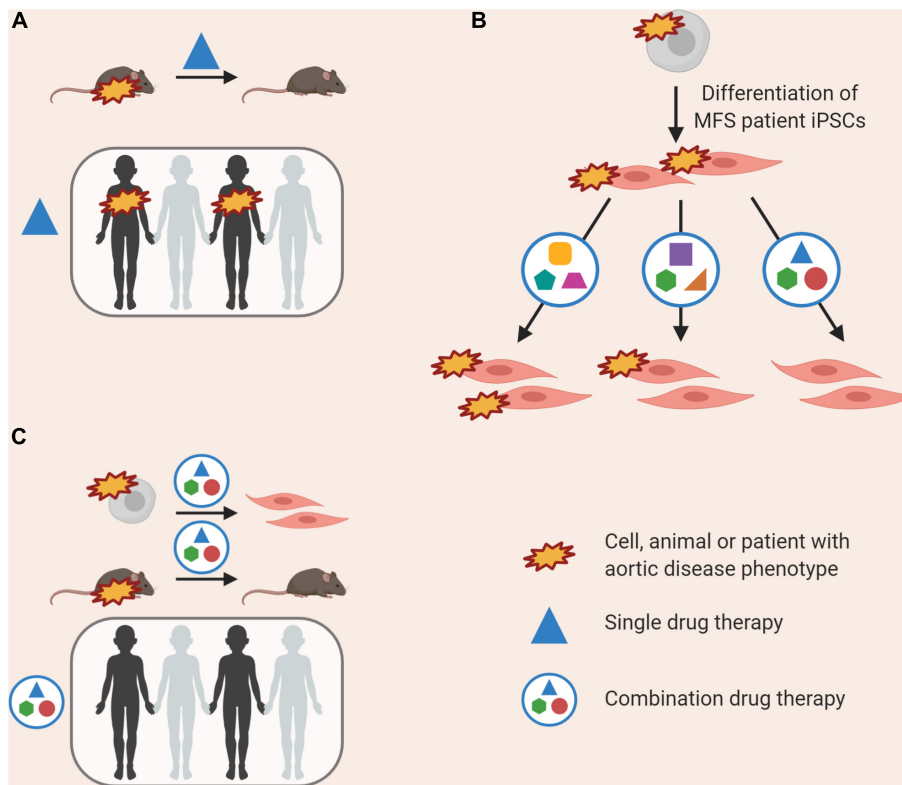 A
B
Differentiation of
MFS patient iPSCs
C
Cell, animal or patient with
aortic disease phenotype
Single drug therapy
Combination drug therapy